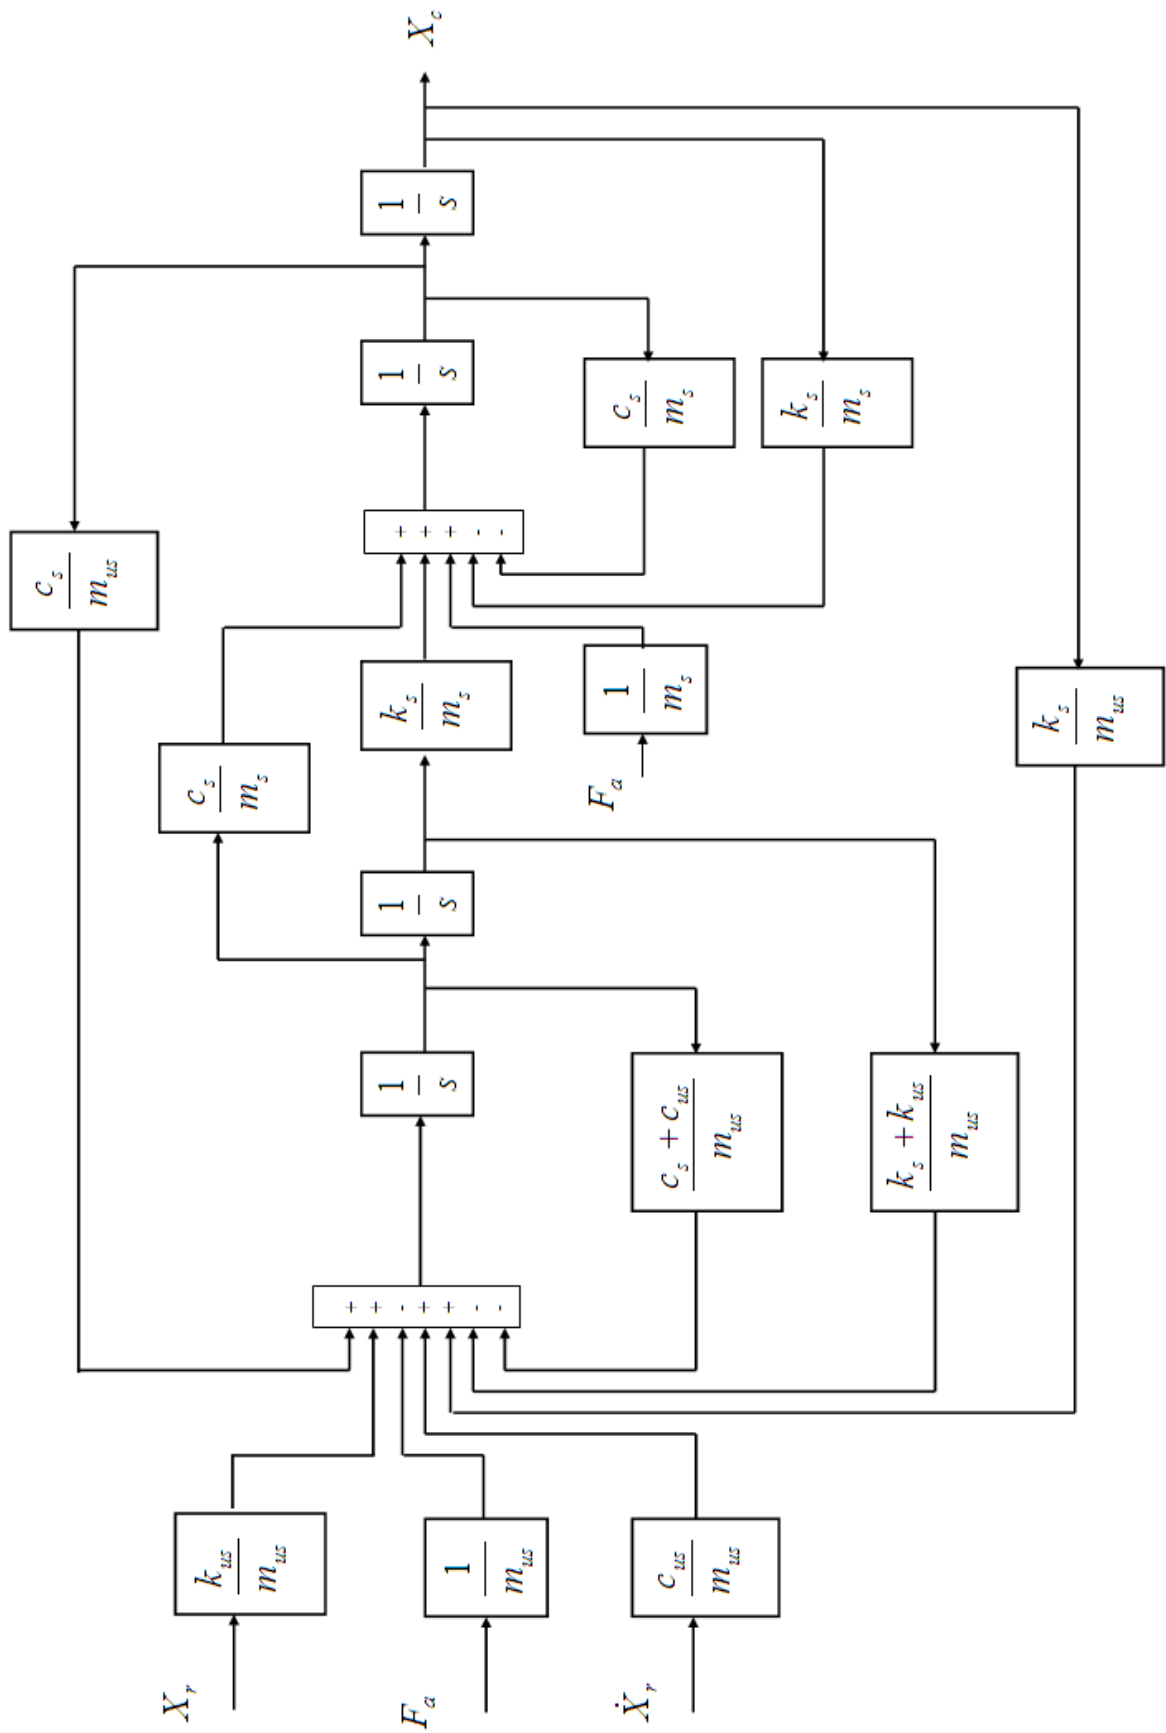 X_c
1/s
1/s
c_s/m_us
c_s/m_s
k_s/m_s
+ + + - -
c_s/m_s
k_s/m_s
1/m_s
F_a
k_s/m_us
1/s
1/s
(c_s + c_us)/m_us
(k_s + k_us)/m_us
+ + - + + - -
k_us/m_us
1/m_us
c_us/m_us
X_r
F_a
Ẋ_r